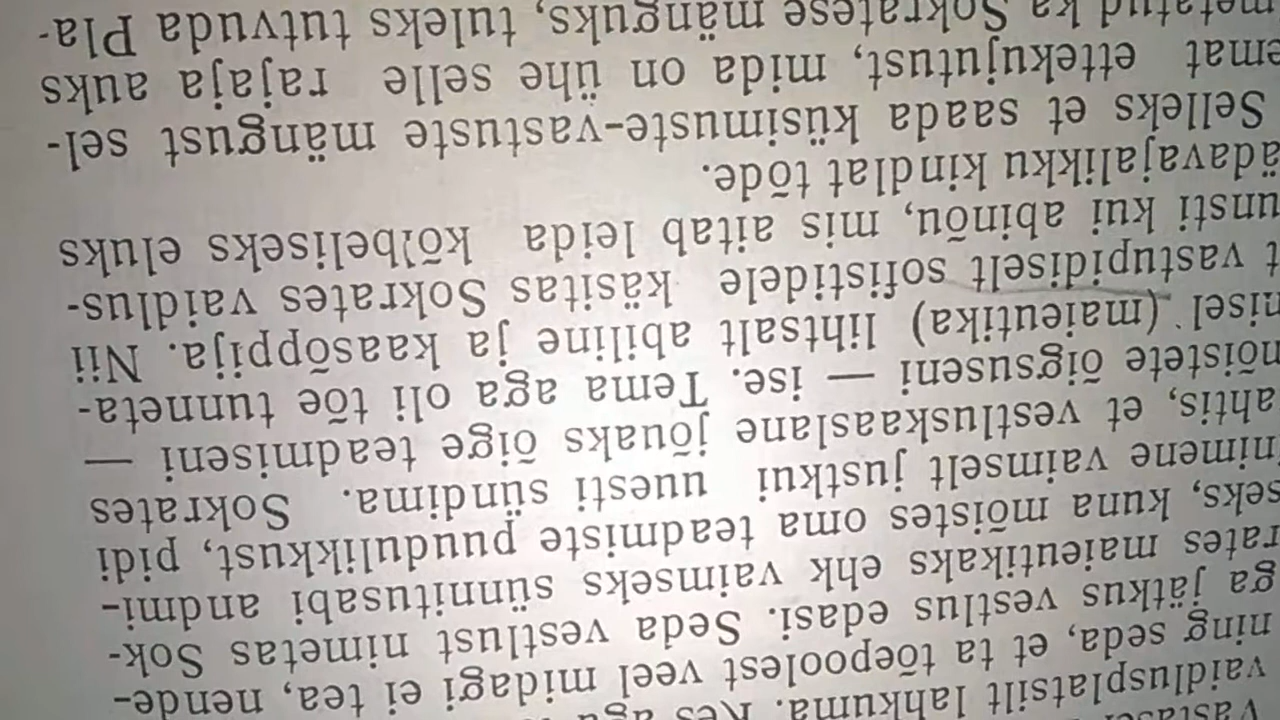 vaidlusplatsilt lahkuma. Kes aga
ning seda, et ta tõepoolest veel midagi ei tea, nende-
ga jätkus vestlus edasi. Seda vestlust nimetas Sok-
rates maieutikaks ehk vaimseks sünnitusabi andmi-
seks, kuna mõistes oma teadmiste puudulikkust, pidi
nimene vaimselt justkui uuesti sündima. Sokrates
ahtis, et vestluskaaslane jõuaks õige teadmiseni —
nõistete õigsuseni — ise. Tema aga oli tõe tunneta-
nisel (maieutika) lihtsalt abiline ja kaasõppija. Nii
t vastupidiselt sofistidele käsitas Sokrates vaidlus-
unsti kui abinõu, mis aitab leida kõlbeliseks eluks
ädavajalikku kindlat tõde.
Selleks et saada küsimuste-vastuste mängust sel-
emat ettekujutust, mida on ühe selle rajaja auks
metatud ka Sokratese mänguks, tuleks tutvuda Pla-